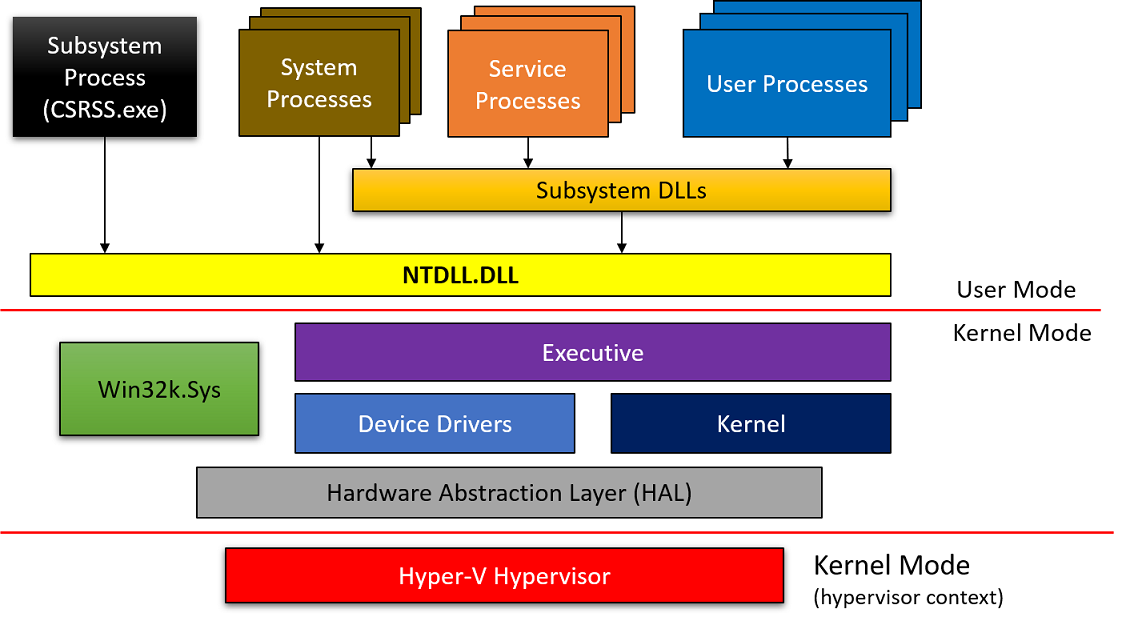 Subsystem
Process
(CSRSS.exe)
System
Processes
Service
Processes
User Processes
Subsystem DLLs
NTDLL.DLL
User Mode
Kernel Mode
Executive
Win32k.Sys
Device Drivers
Kernel
Hardware Abstraction Layer (HAL)
Hyper-V Hypervisor
Kernel Mode
(hypervisor context)